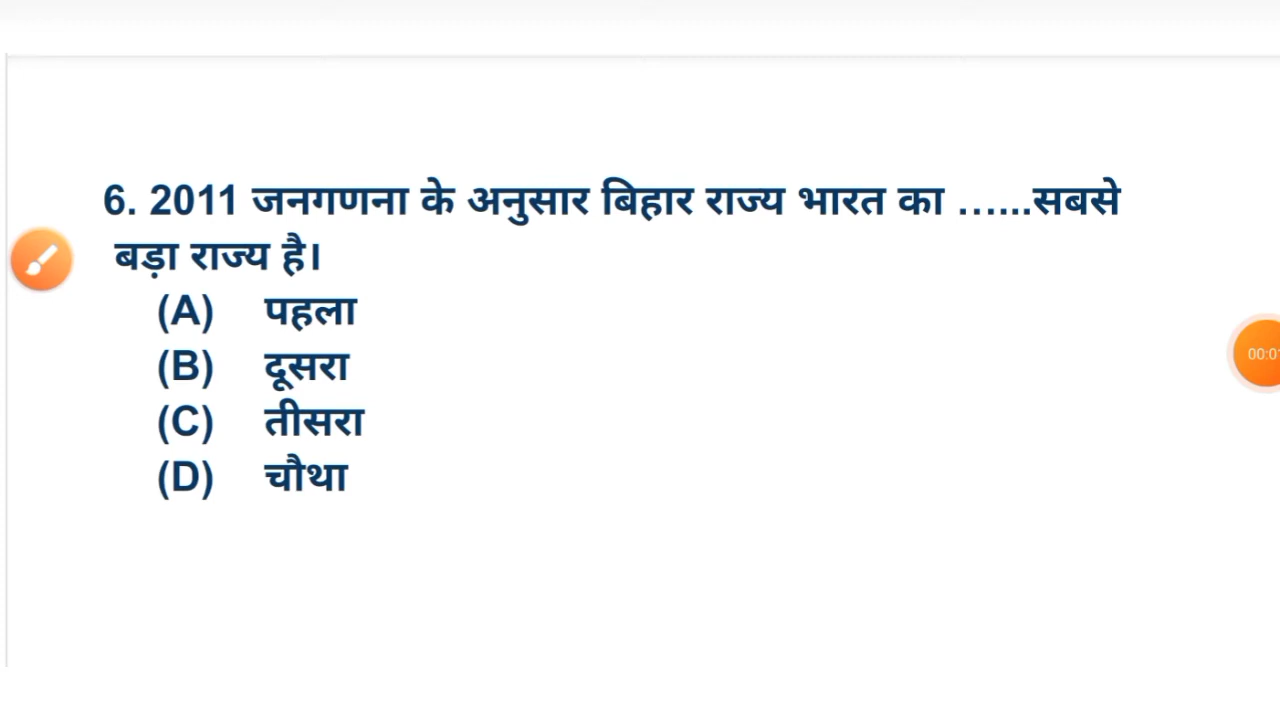 6. 2011 जनगणना के अनुसार बिहार राज्य भारत का …...सबसे
बड़ा राज्य है।
(A) पहला
(B) दूसरा
(C) तीसरा
(D) चौथा